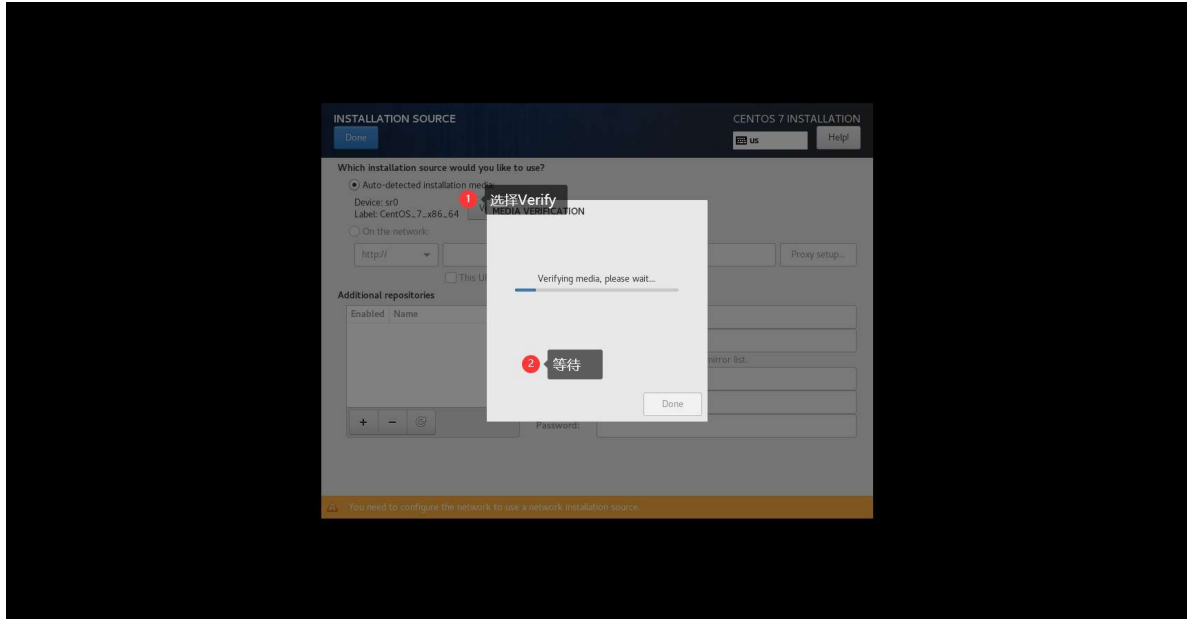 INSTALLATION SOURCE
CENTOS 7 INSTALLATION
Done
us
Help!
Which installation source would you like to use?
Auto-detected installation media:
Device: sr0
Label: CentOS_7_x86_64
1
选择Verify
MEDIA VERIFICATION
On the network:
http://
Proxy setup...
This
Verifying media, please wait...
Additional repositories
Enabled Name
2
等待
mirror list.
Done
+ -
Password:
You need to configure the network to use a network installation source.